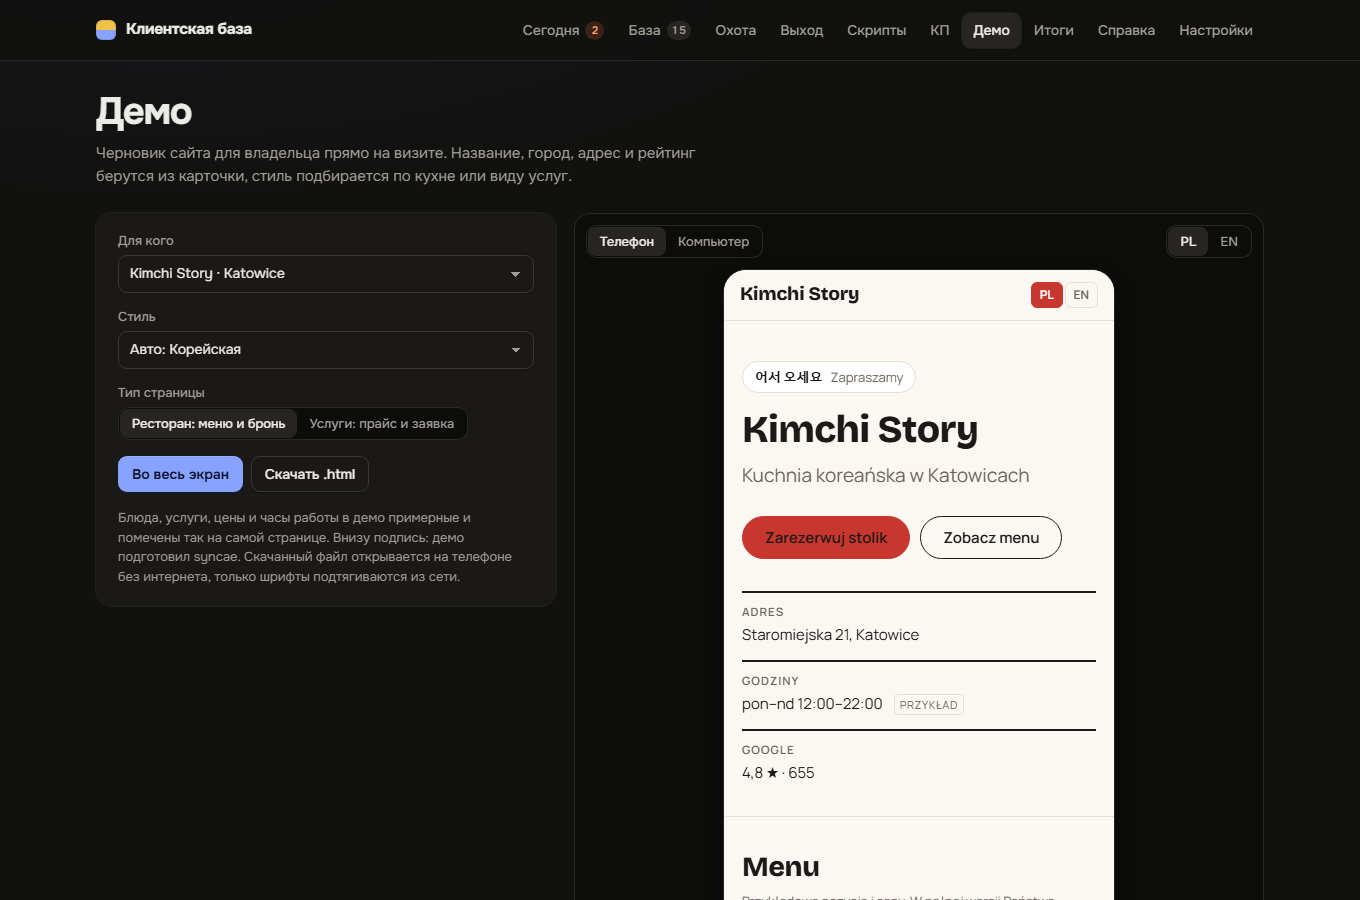 Клиентская база
Сегодня 2 База 15 Охота Выход Скрипты КП Демо Итоги Справка Настройки
Демо
Черновик сайта для владельца прямо на визите. Название, город, адрес и рейтинг
берутся из карточки, стиль подбирается по кухне или виду услуг.
Для кого
Kimchi Story · Katowice
Стиль
Авто: Корейская
Тип страницы
Ресторан: меню и бронь Услуги: прайс и заявка
Во весь экран Скачать .html
Блюда, услуги, цены и часы работы в демо примерные и
помечены так на самой странице. Внизу подпись: демо
подготовил syncae. Скачанный файл открывается на телефоне
без интернета, только шрифты подтягиваются из сети.
Телефон Компьютер
PL EN
Kimchi Story
PL EN
어서 오세요 Zapraszamy
Kimchi Story
Kuchnia koreańska w Katowicach
Zarezerwuj stolik Zobacz menu
ADRES
Staromiejska 21, Katowice
GODZINY
pon–nd 12:00–22:00 PRZYKŁAD
GOOGLE
4,8 ★ · 655
Menu